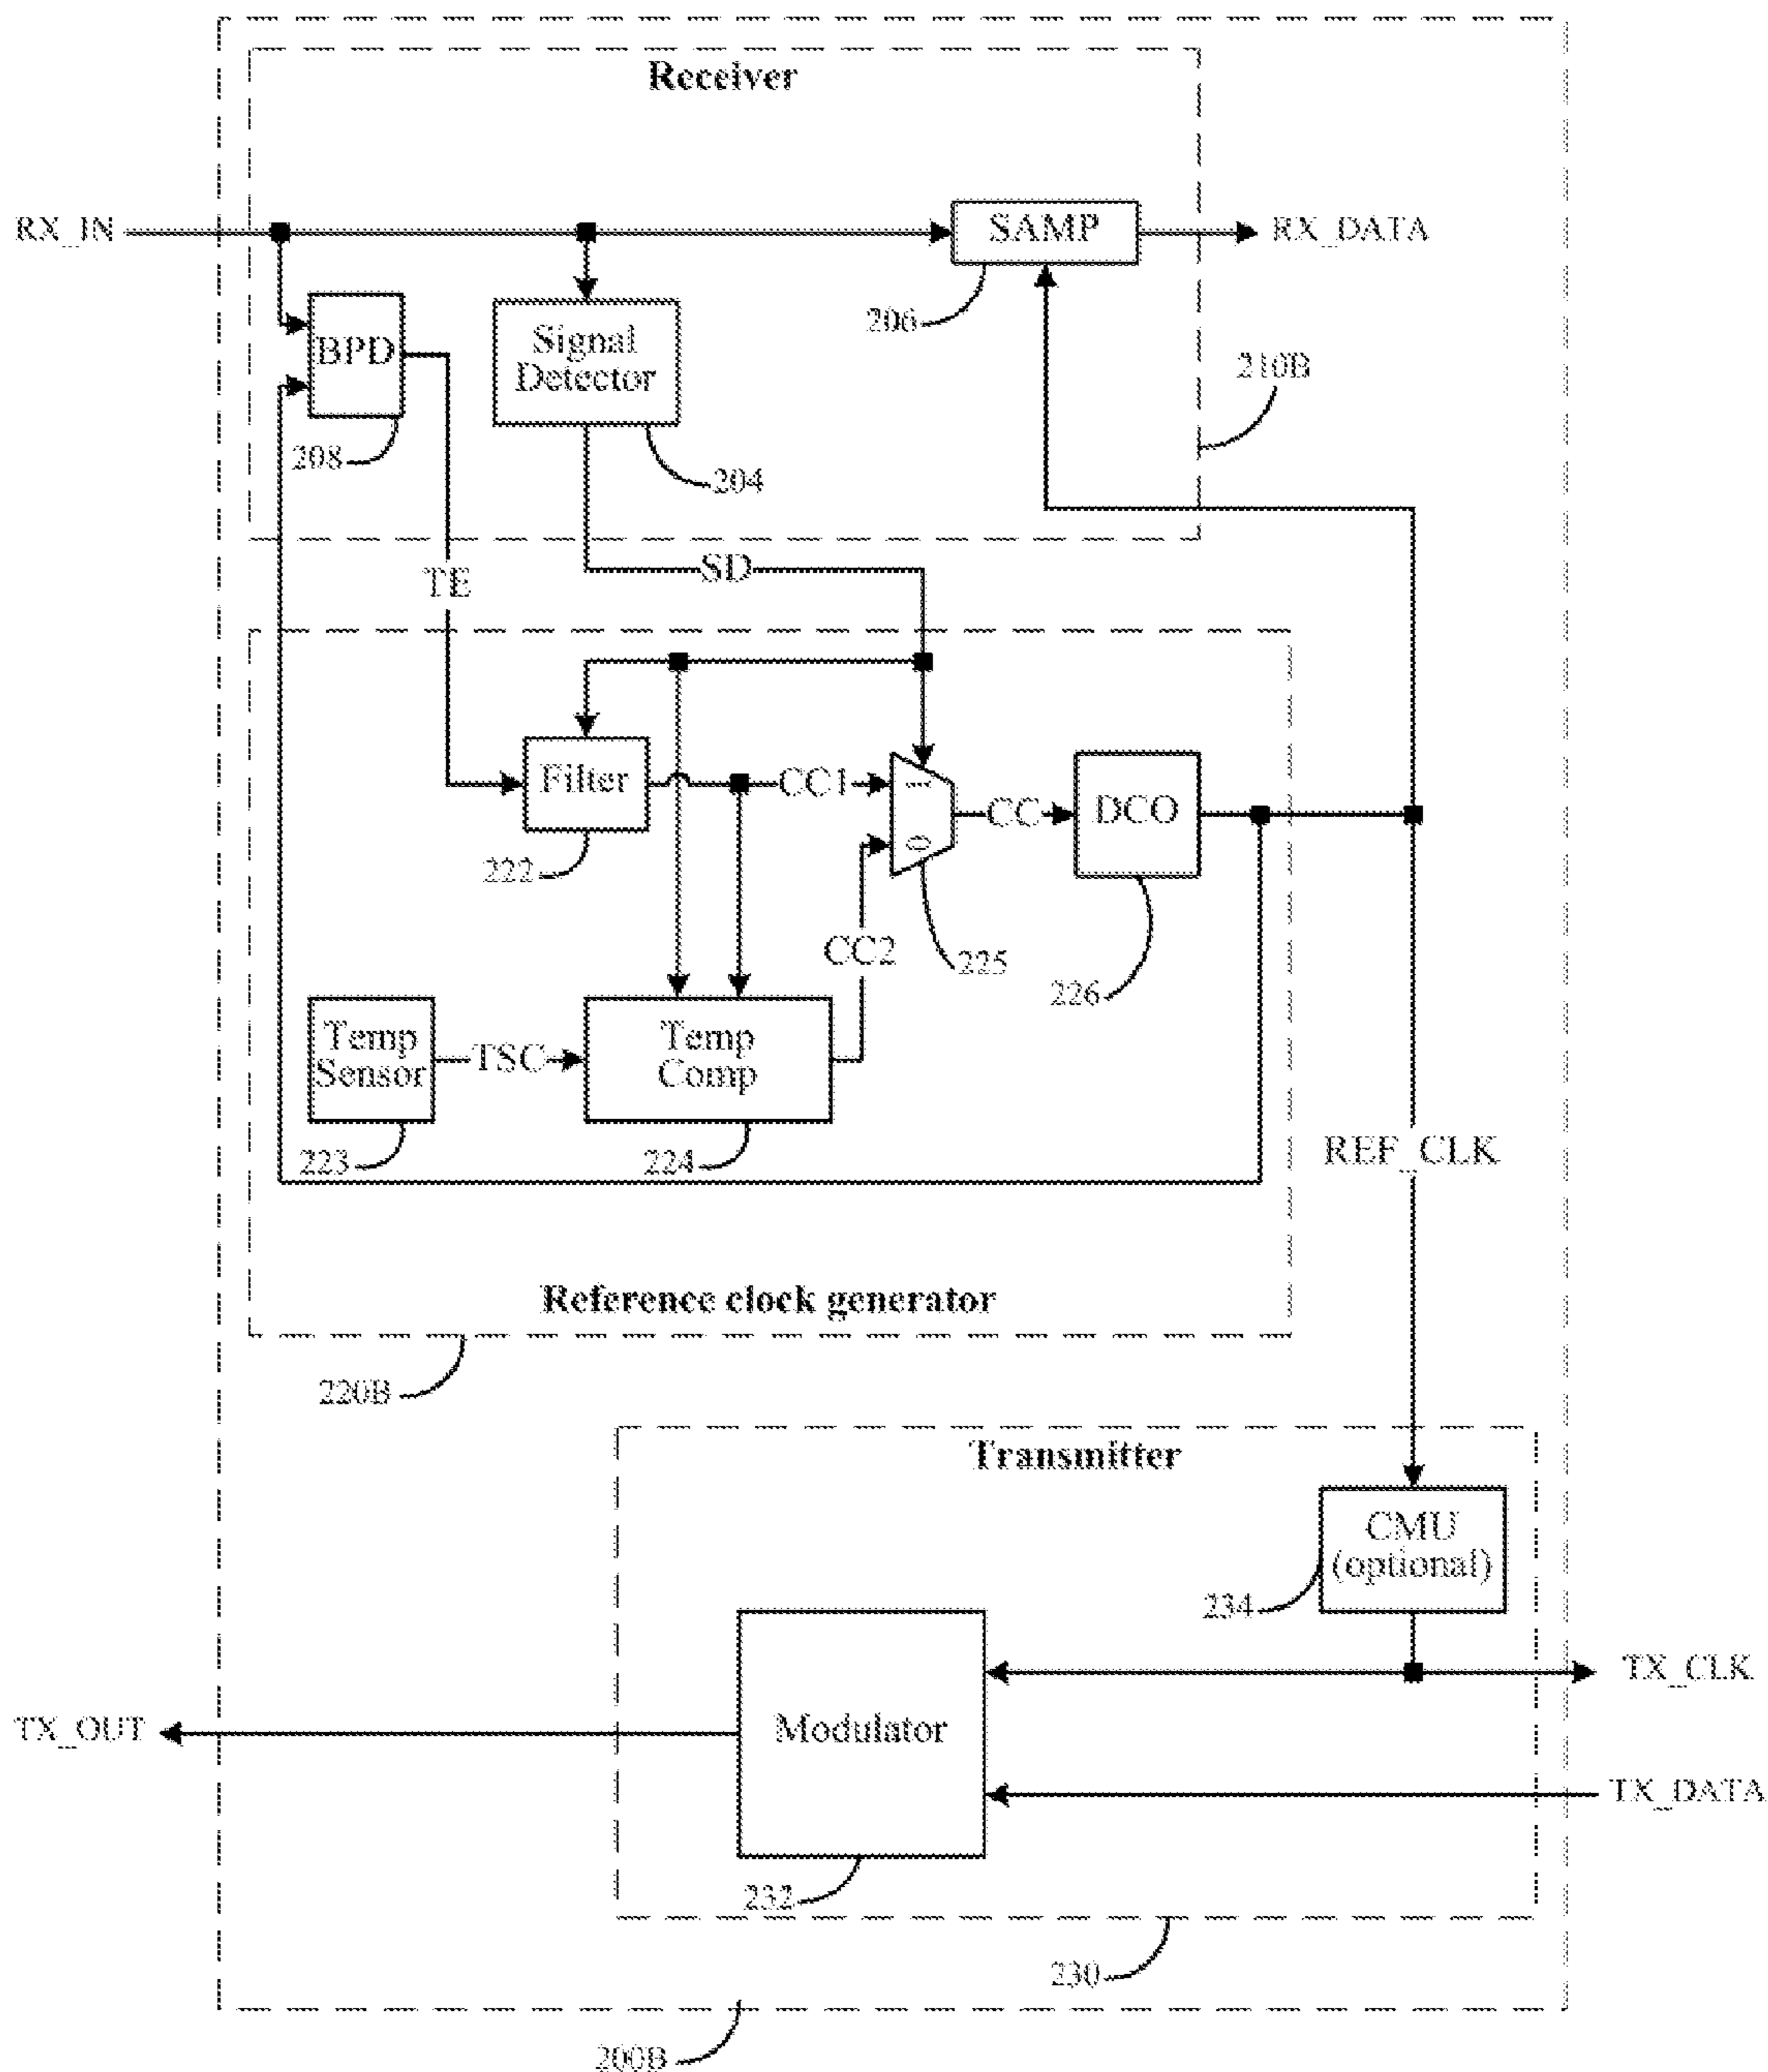 Receiver
RX_IN
SAMP
RX_DATA
206
BPD
Signal
Detector
210B
208
204
SD
TE
Filter
CC1
1
0
CC
DCO
222
CC2
225
226
Temp
Sensor
TSC
Temp
Comp
223
224
REF_CLK
Reference clock generator
220B
Transmitter
CMU
(optional)
234
TX_CLK
TX_OUT
Modulator
TX_DATA
232
230
200B